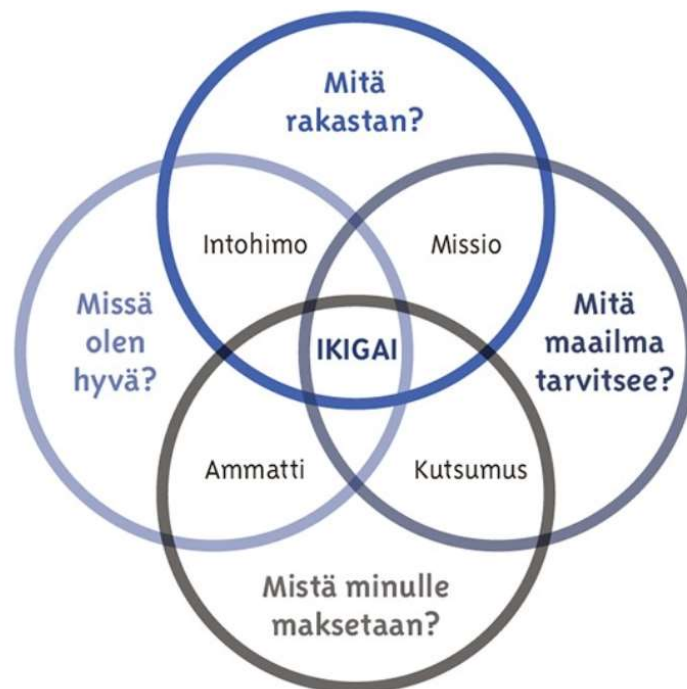 Mitä
rakastan?
Intohimo
Missio
Missä
olen
hyvä?
IKIGAI
Mitä
maailma
tarvitsee?
Ammatti
Kutsumus
Mistä minulle
maksetaan?